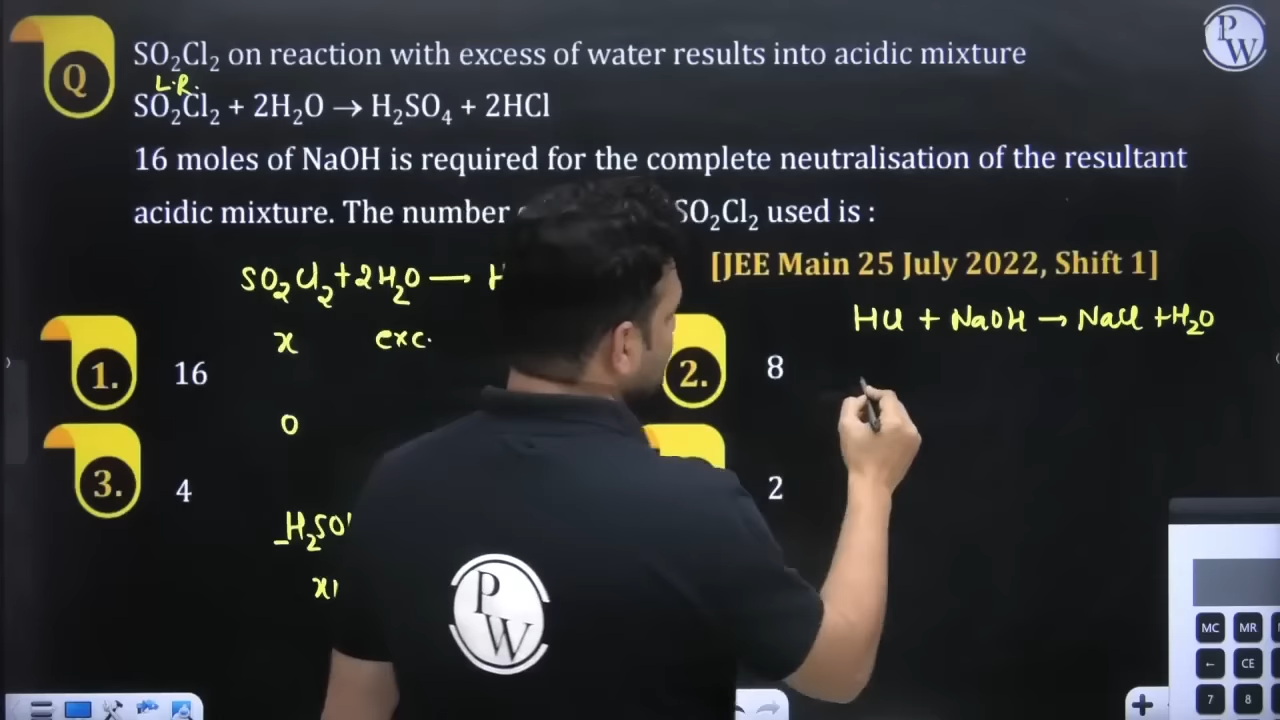 Q
SO₂Cl₂ on reaction with excess of water results into acidic mixture
L.R.
SO₂Cl₂ + 2H₂O → H₂SO₄ + 2HCl
16 moles of NaOH is required for the complete neutralisation of the resultant
acidic mixture. The number SO₂Cl₂ used is :
[JEE Main 25 July 2022, Shift 1]
SO₂Cl₂ + 2H₂O →
HCl + NaOH → NaCl + H₂O
x exc.
1. 16
2. 8
0
3. 4
2
H₂SO
x
PW
PW
MC MR
← CE
7 8